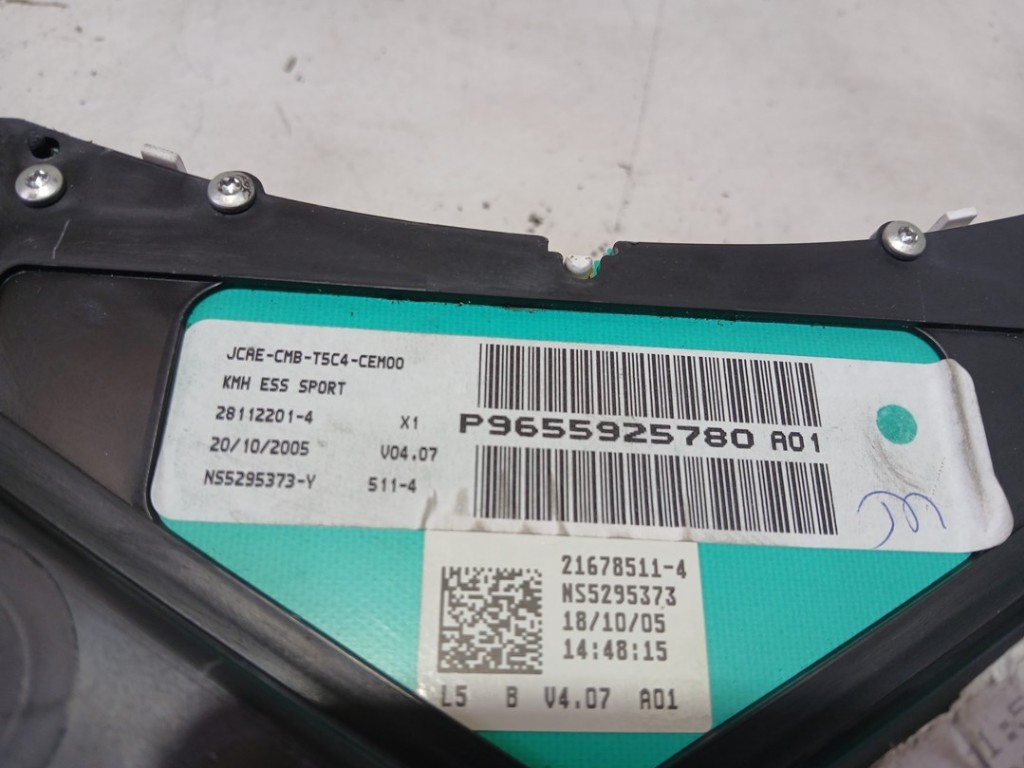 JCAE-CMB-T5C4-CEM00
KMH ESS SPORT
28112201-4 X1
20/10/2005 V04.07
NS5295373-Y 511-4
P9655925780 A01
21678511-4
NS5295373
18/10/05
14:48:15
L5 B V4.07 A01